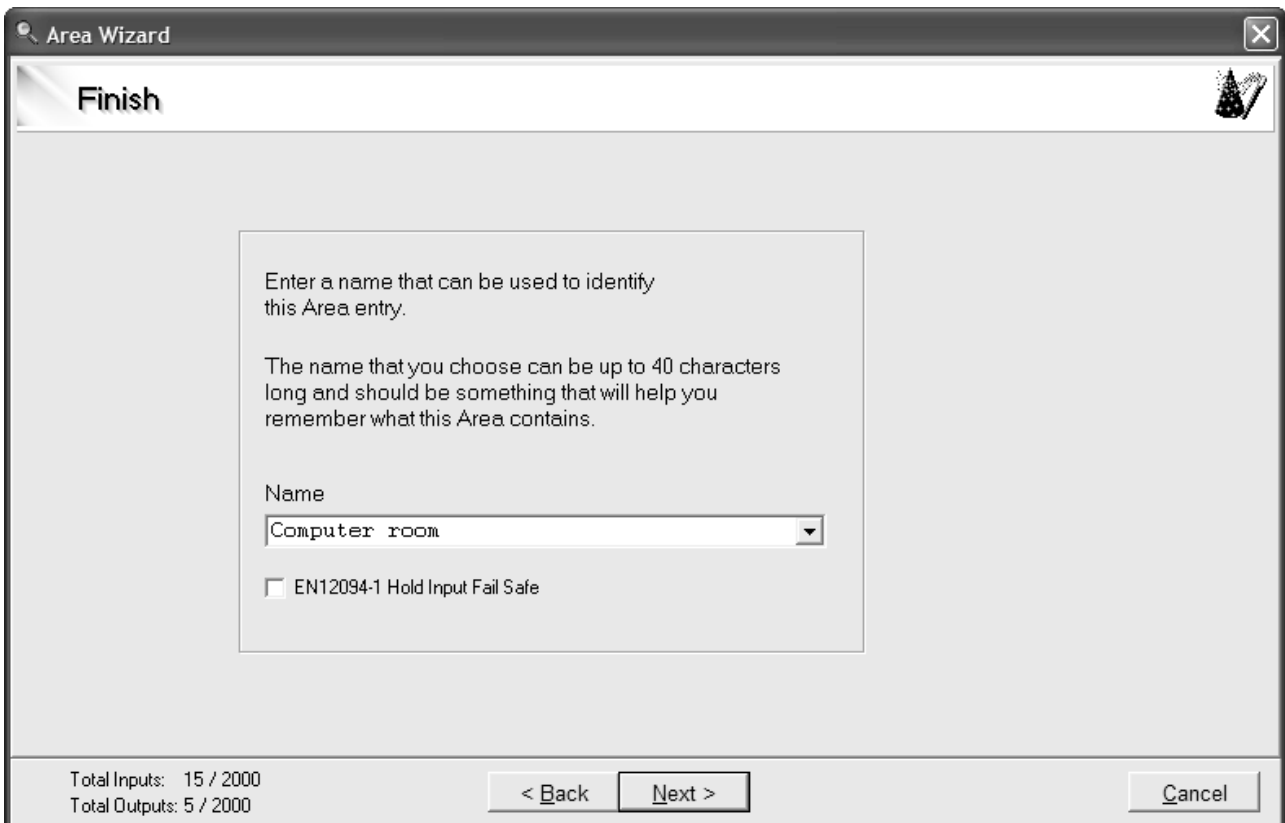 Area Wizard
Finish
Enter a name that can be used to identify
this Area entry.
The name that you choose can be up to 40 characters
long and should be something that will help you
remember what this Area contains.
Name
Computer room
EN12094-1 Hold Input Fail Safe
Total Inputs: 15 / 2000
Total Outputs: 5 / 2000
< Back
Next >
Cancel